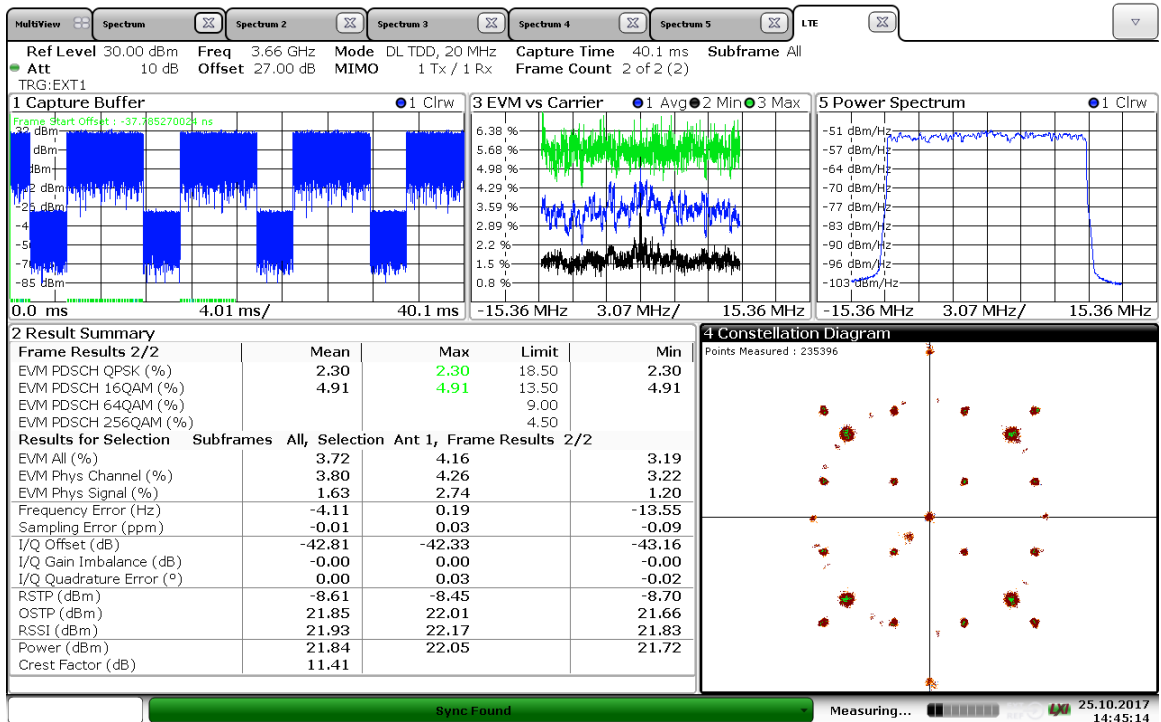 MultiView Spectrum Spectrum 2 Spectrum 3 Spectrum 4 Spectrum 5 LTE
Ref Level 30.00 dBm Freq 3.66 GHz Mode DL TDD, 20 MHz Capture Time 40.1 ms Subframe All
Att 10 dB Offset 27.00 dB MIMO 1 Tx / 1 Rx Frame Count 2 of 2 (2)
TRG:EXT1
1 Capture Buffer 1 Clrw
Frame Start Offset : -37.785270024 ns
dBm
dBm
dBm
-25 dBm
-85 dBm
0.0 ms 4.01 ms/ 40.1 ms
3 EVM vs Carrier 1 Avg 2 Min 3 Max
6.38 %
5.68 %
4.98 %
4.29 %
3.59 %
2.89 %
2.2 %
1.5 %
0.8 %
-15.36 MHz 3.07 MHz/ 15.36 MHz
5 Power Spectrum 1 Clrw
-51 dBm/Hz
-57 dBm/Hz
-64 dBm/Hz
-70 dBm/Hz
-77 dBm/Hz
-83 dBm/Hz
-90 dBm/Hz
-96 dBm/Hz
-103 dBm/Hz
-15.36 MHz 3.07 MHz/ 15.36 MHz
2 Result Summary
Frame Results 2/2 Mean Max Limit Min
EVM PDSCH QPSK (%) 2.30 2.30 18.50 2.30
EVM PDSCH 16QAM (%) 4.91 4.91 13.50 4.91
EVM PDSCH 64QAM (%) 9.00
EVM PDSCH 256QAM (%) 4.50
Results for Selection Subframes All, Selection Ant 1, Frame Results 2/2
EVM All (%) 3.72 4.16 3.19
EVM Phys Channel (%) 3.80 4.26 3.22
EVM Phys Signal (%) 1.63 2.74 1.20
Frequency Error (Hz) -4.11 0.19 -13.55
Sampling Error (ppm) -0.01 0.03 -0.09
I/Q Offset (dB) -42.81 -42.33 -43.16
I/Q Gain Imbalance (dB) -0.00 0.00 -0.00
I/Q Quadrature Error (°) 0.00 0.03 -0.02
RSTP (dBm) -8.61 -8.45 -8.70
OSTP (dBm) 21.85 22.01 21.66
RSSI (dBm) 21.93 22.17 21.83
Power (dBm) 21.84 22.05 21.72
Crest Factor (dB) 11.41
4 Constellation Diagram
Points Measured : 235396
Sync Found
Measuring... REF LXI 25.10.2017
14:45:14